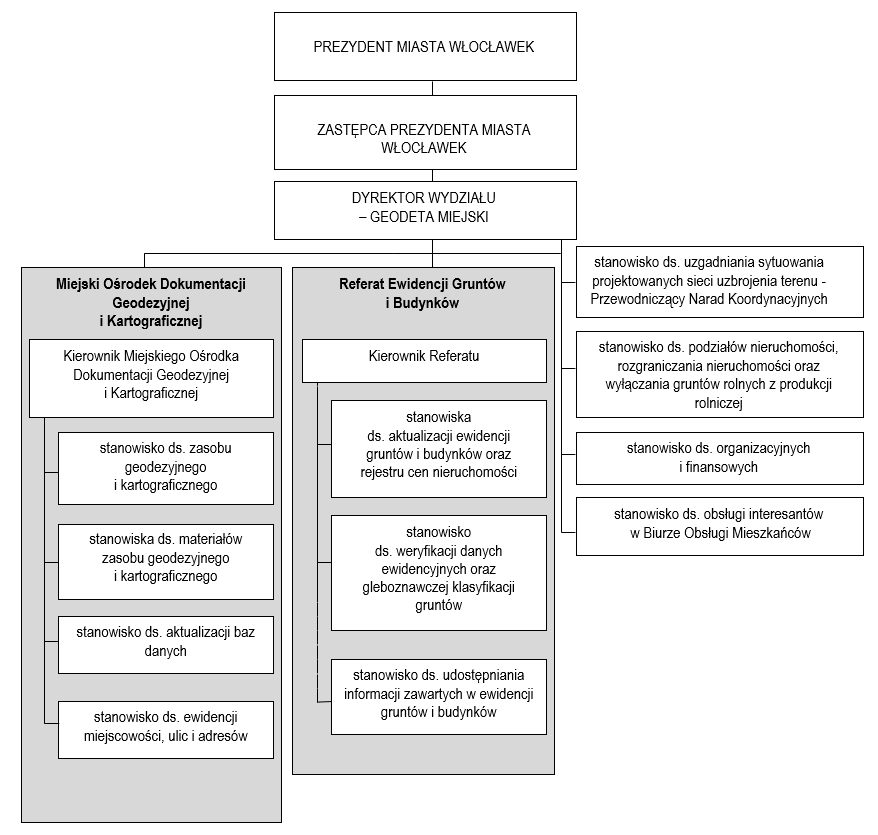 PREZYDENT MIASTA WŁOCŁAWEK
ZASTĘPCA PREZYDENTA MIASTA
WŁOCŁAWEK
DYREKTOR WYDZIAŁU
– GEODETA MIEJSKI
Miejski Ośrodek Dokumentacji
Geodezyjnej
i Kartograficznej
Kierownik Miejskiego Ośrodka
Dokumentacji Geodezyjnej
i Kartograficznej
stanowisko ds. zasobu
geodezyjnego
i kartograficznego
stanowiska ds. materiałów
zasobu geodezyjnego
i kartograficznego
stanowisko ds. aktualizacji baz
danych
stanowisko ds. ewidencji
miejscowości, ulic i adresów
Referat Ewidencji Gruntów
i Budynków
Kierownik Referatu
stanowiska
ds. aktualizacji ewidencji
gruntów i budynków oraz
rejestru cen nieruchomości
stanowisko
ds. weryfikacji danych
ewidencyjnych oraz
gleboznawczej klasyfikacji
gruntów
stanowisko ds. udostępniania
informacji zawartych w ewidencji
gruntów i budynków
stanowisko ds. uzgadniania sytuowania
projektowanych sieci uzbrojenia terenu -
Przewodniczący Narad Koordynacyjnych
stanowisko ds. podziałów nieruchomości,
rozgraniczania nieruchomości oraz
wyłączania gruntów rolnych z produkcji
rolniczej
stanowisko ds. organizacyjnych
i finansowych
stanowisko ds. obsługi interesantów
w Biurze Obsługi Mieszkańców